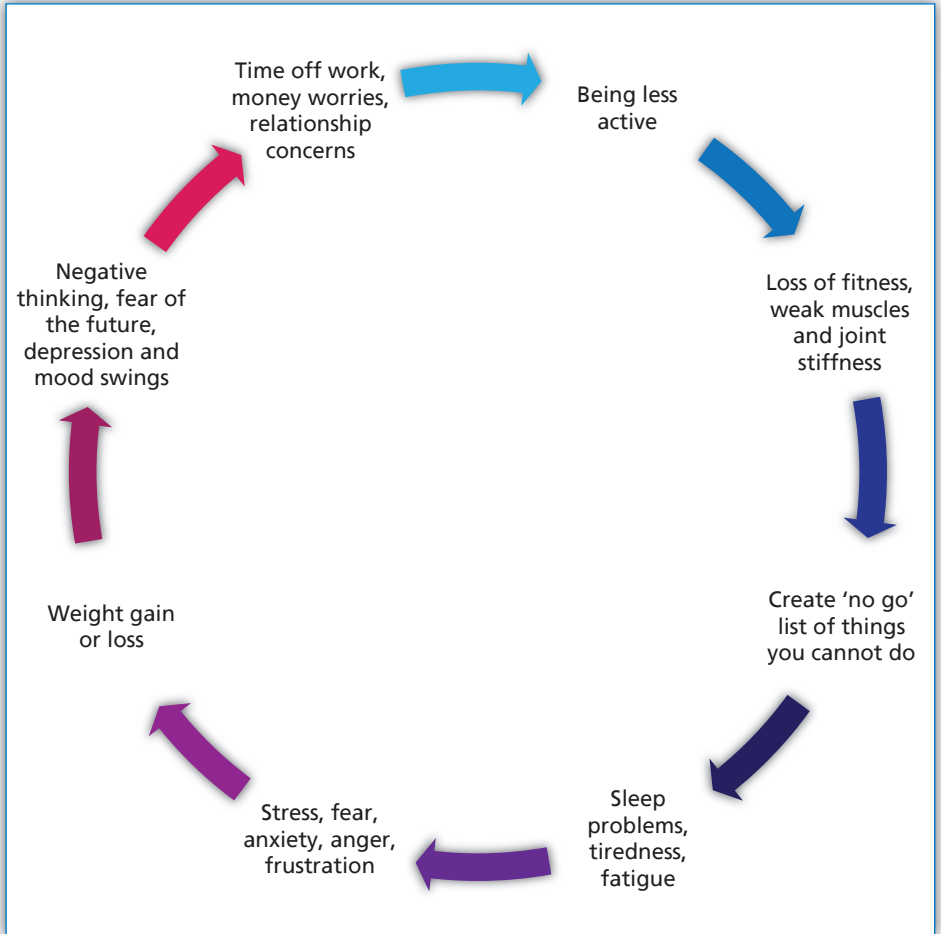 Time off work,
money worries,
relationship
concerns
Being less
active
Loss of fitness,
weak muscles
and joint
stiffness
Create ‘no go’
list of things
you cannot do
Sleep
problems,
tiredness,
fatigue
Stress, fear,
anxiety, anger,
frustration
Weight gain
or loss
Negative
thinking, fear of
the future,
depression and
mood swings